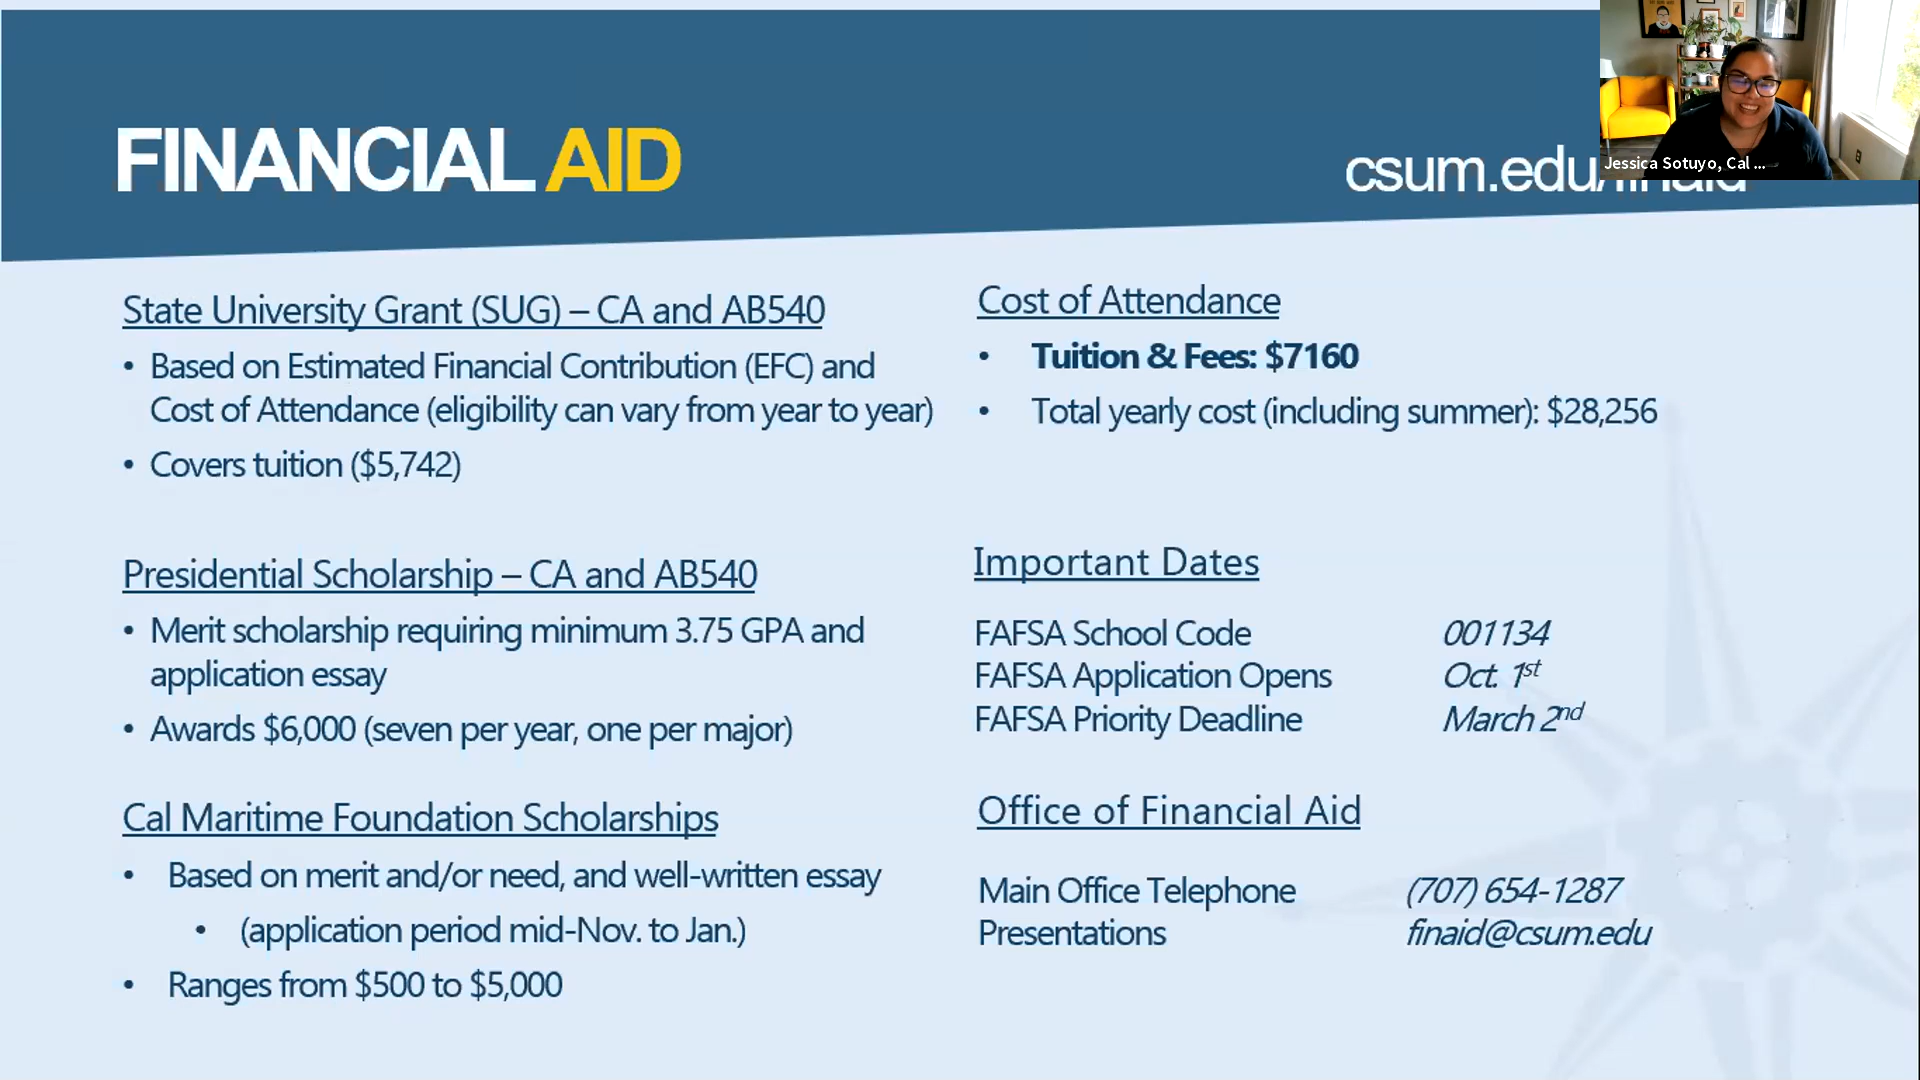 FINANCIAL AID
csum.edu/finaid
Jessica Sotuyo, Cal ...
State University Grant (SUG) – CA and AB540
• Based on Estimated Financial Contribution (EFC) and
Cost of Attendance (eligibility can vary from year to year)
• Covers tuition ($5,742)
Presidential Scholarship – CA and AB540
• Merit scholarship requiring minimum 3.75 GPA and
application essay
• Awards $6,000 (seven per year, one per major)
Cal Maritime Foundation Scholarships
• Based on merit and/or need, and well-written essay
• (application period mid-Nov. to Jan.)
• Ranges from $500 to $5,000
Cost of Attendance
• Tuition & Fees: $7160
• Total yearly cost (including summer): $28,256
Important Dates
FAFSA School Code 001134
FAFSA Application Opens Oct. 1st
FAFSA Priority Deadline March 2nd
Office of Financial Aid
Main Office Telephone (707) 654-1287
Presentations finaid@csum.edu